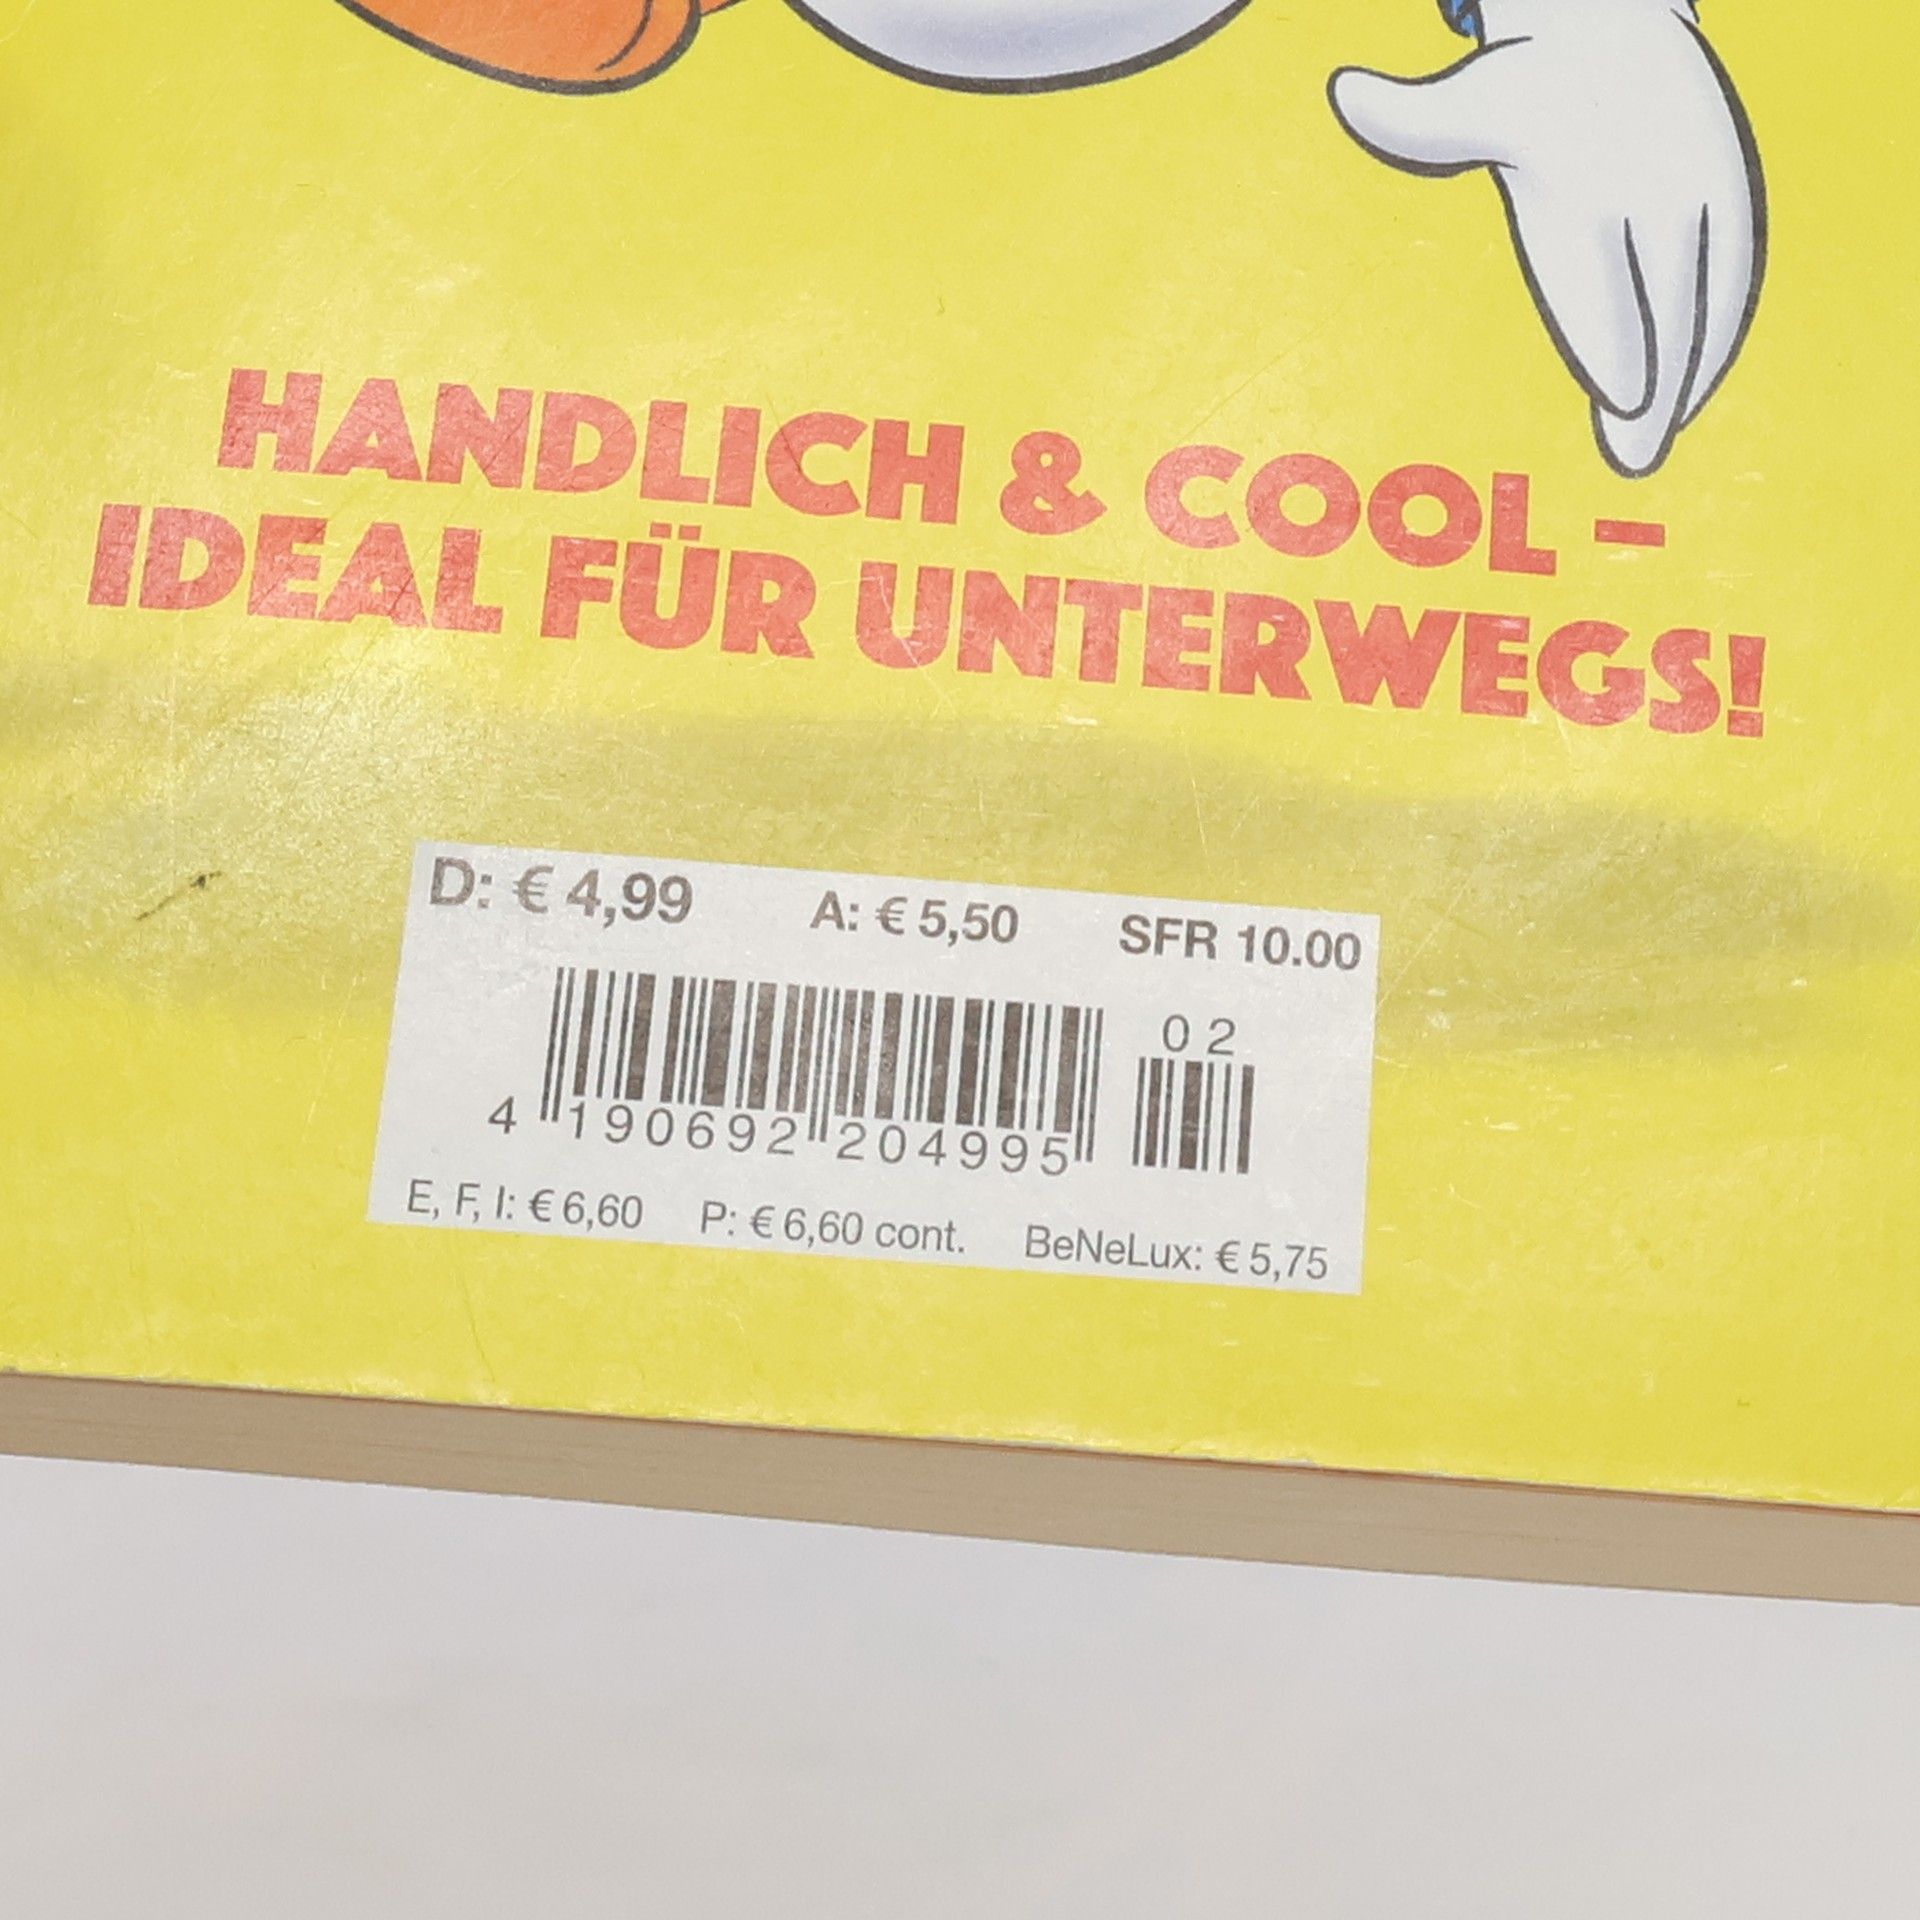 HANDLICH & COOL –
IDEAL FÜR UNTERWEGS!
D: € 4,99 A: € 5,50 SFR 10.00
02
4 190692 204995
E, F, I: € 6,60 P: € 6,60 cont. BeNeLux: € 5,75